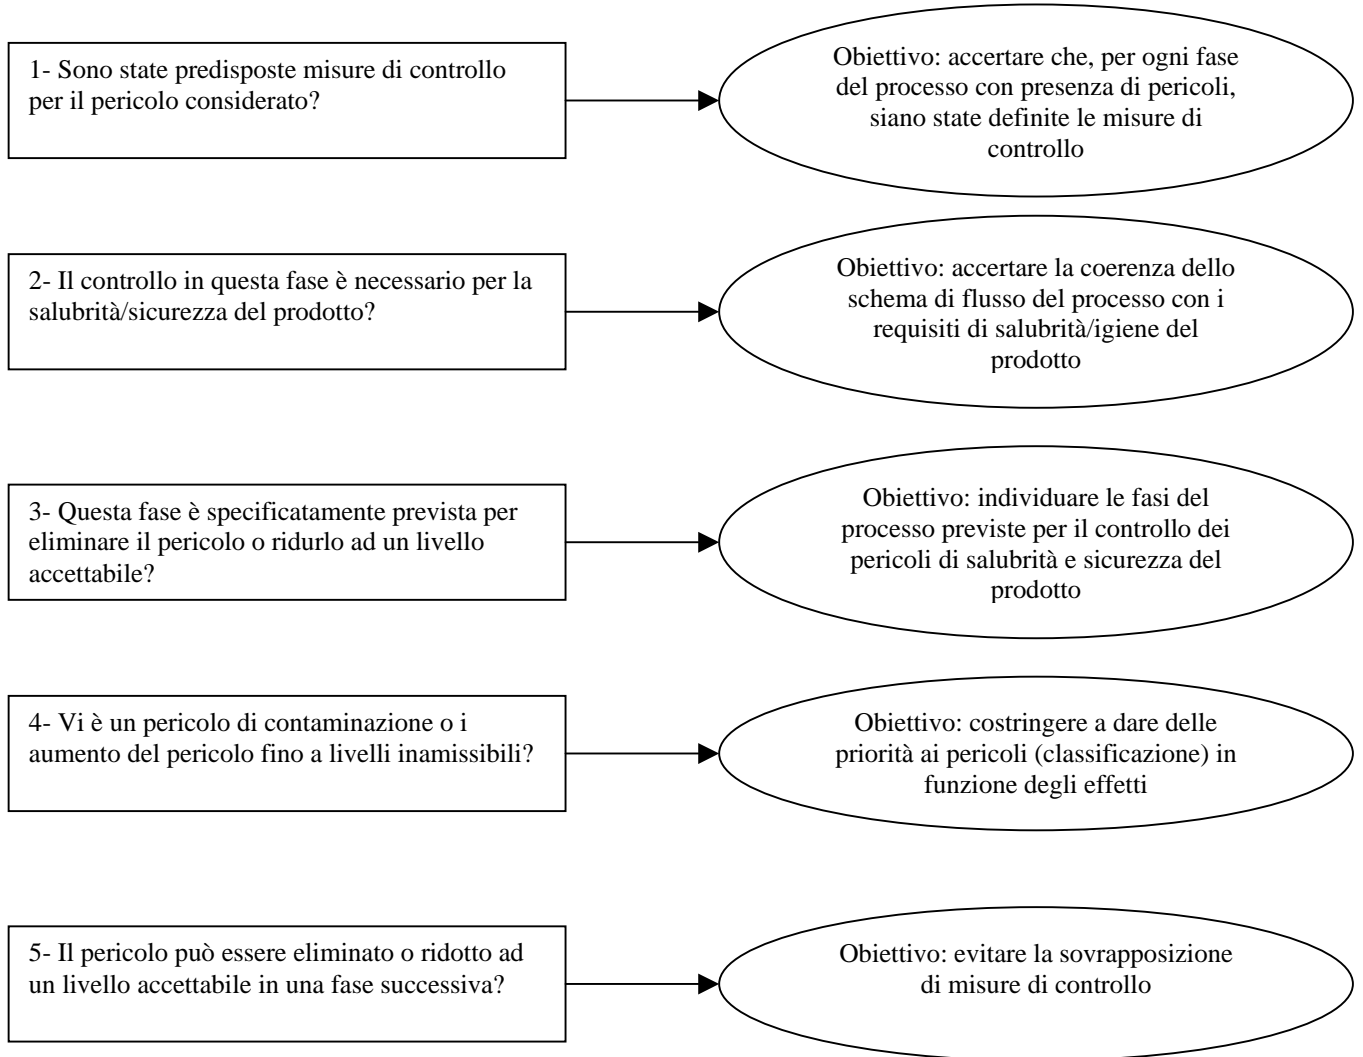 1- Sono state predisposte misure di controllo
per il pericolo considerato?
Obiettivo: accertare che, per ogni fase
del processo con presenza di pericoli,
siano state definite le misure di
controllo
2- Il controllo in questa fase è necessario per la
salubrità/sicurezza del prodotto?
Obiettivo: accertare la coerenza dello
schema di flusso del processo con i
requisiti di salubrità/igiene del
prodotto
3- Questa fase è specificatamente prevista per
eliminare il pericolo o ridurlo ad un livello
accettabile?
Obiettivo: individuare le fasi del
processo previste per il controllo dei
pericoli di salubrità e sicurezza del
prodotto
4- Vi è un pericolo di contaminazione o i
aumento del pericolo fino a livelli inamissibili?
Obiettivo: costringere a dare delle
priorità ai pericoli (classificazione) in
funzione degli effetti
5- Il pericolo può essere eliminato o ridotto ad
un livello accettabile in una fase successiva?
Obiettivo: evitare la sovrapposizione
di misure di controllo